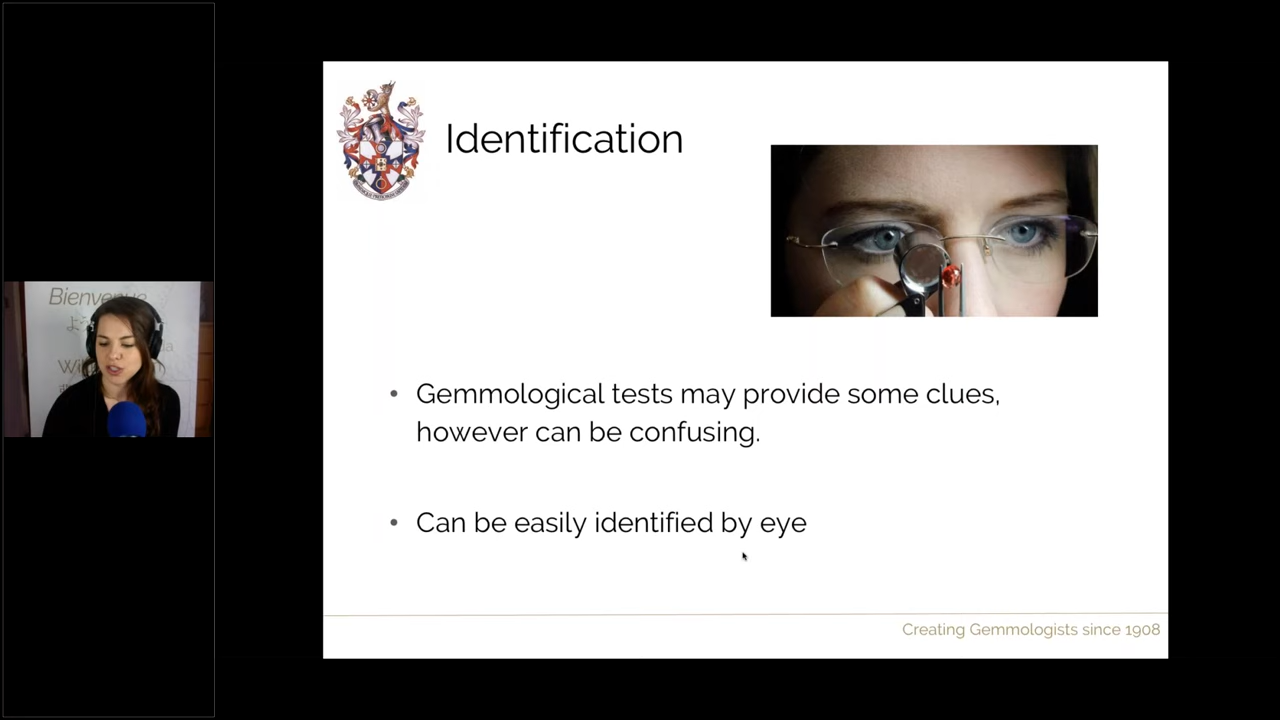 Identification
Gemmological tests may provide some clues,
however can be confusing.
Can be easily identified by eye
Creating Gemmologists since 1908
Bienvenue